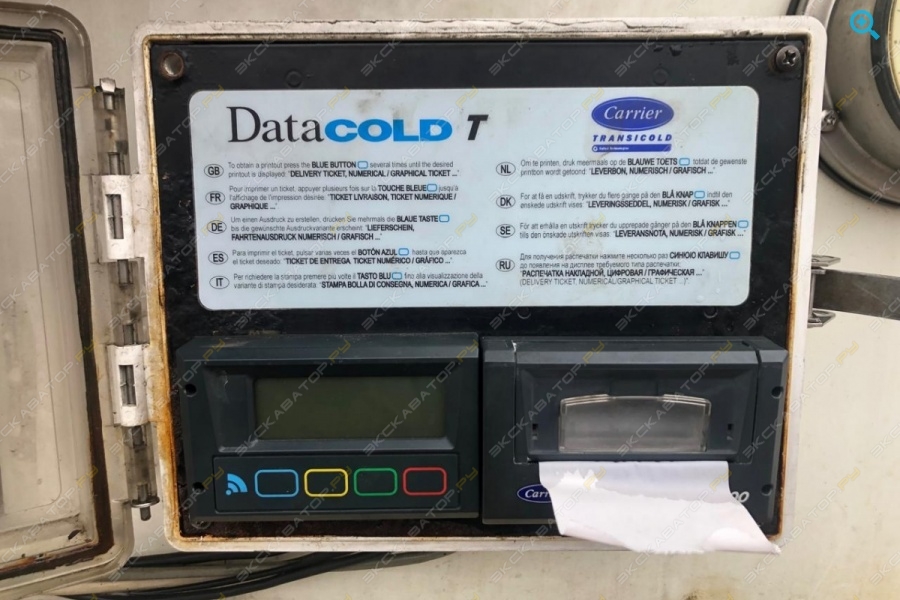 DataCOLD T
Carrier
TRANSICOLD
GB To obtain a printout press the BLUE BUTTON several times until the desired
printout is displayed: "DELIVERY TICKET, NUMERICAL / GRAPHICAL TICKET ..."
FR Pour imprimer un ticket, appuyer plusieurs fois sur la TOUCHE BLEUE jusqu'à
l'affichage de l'impression desirée: "TICKET LIVRAISON, TICKET NUMERIQUE /
GRAPHIQUE ..."
DE Um einen Ausdruck zu erstellen, drücken Sie mehrmals die BLAUE TASTE
bis die gewünschte Ausdruckvariante erscheint: "LIEFERSCHEIN,
FAHRTENAUSDRUCK NUMERISCH / GRAFISCH ..."
ES Para imprimir un ticket, pulsar varias veces el BOTÓN AZUL hasta que aparezca
el ticket deseado: "TICKET DE ENTREGA, TICKET NUMÉRICO / GRÁFICO ..."
IT Per richiedere la stampa premere più volte il TASTO BLU fino alla visualizzazione della
variante di stampa desiderata: "STAMPA BOLLA DI CONSEGNA, NUMERICA / GRAFICA ..."
NL Om te printen, druk meermaals op de BLAUWE TOETS totdat de gewenste
printbon wordt getoond: "LEVERBON, NUMERISCH / GRAFISCH ..."
DK For at få en udskrift, trykker du flere gange på den BLÅ KNAP indtil den
ønskede udskrift vises: "LEVERINGSSEDDEL, NUMERISK / GRAFISK ..."
SE För att erhålla en utskrift trycker du upprepade gånger på den BLÅ KNAPPEN
tills den önskade utskriften visas: "LEVERANSNOTA, NUMERISK / GRAFISK ..."
RU Для получения распечатки нажмите несколько раз СИНЮЮ КЛАВИШУ
до появления на дисплее требуемого типа распечатки:
"РАСПЕЧАТКА НАКЛАДНОЙ, ЦИФРОВАЯ / ГРАФИЧЕСКАЯ ..."
(DELIVERY TICKET, NUMERICAL/GRAPHICAL TICKET ...)"
ЭКСКАВАТОР.РУ